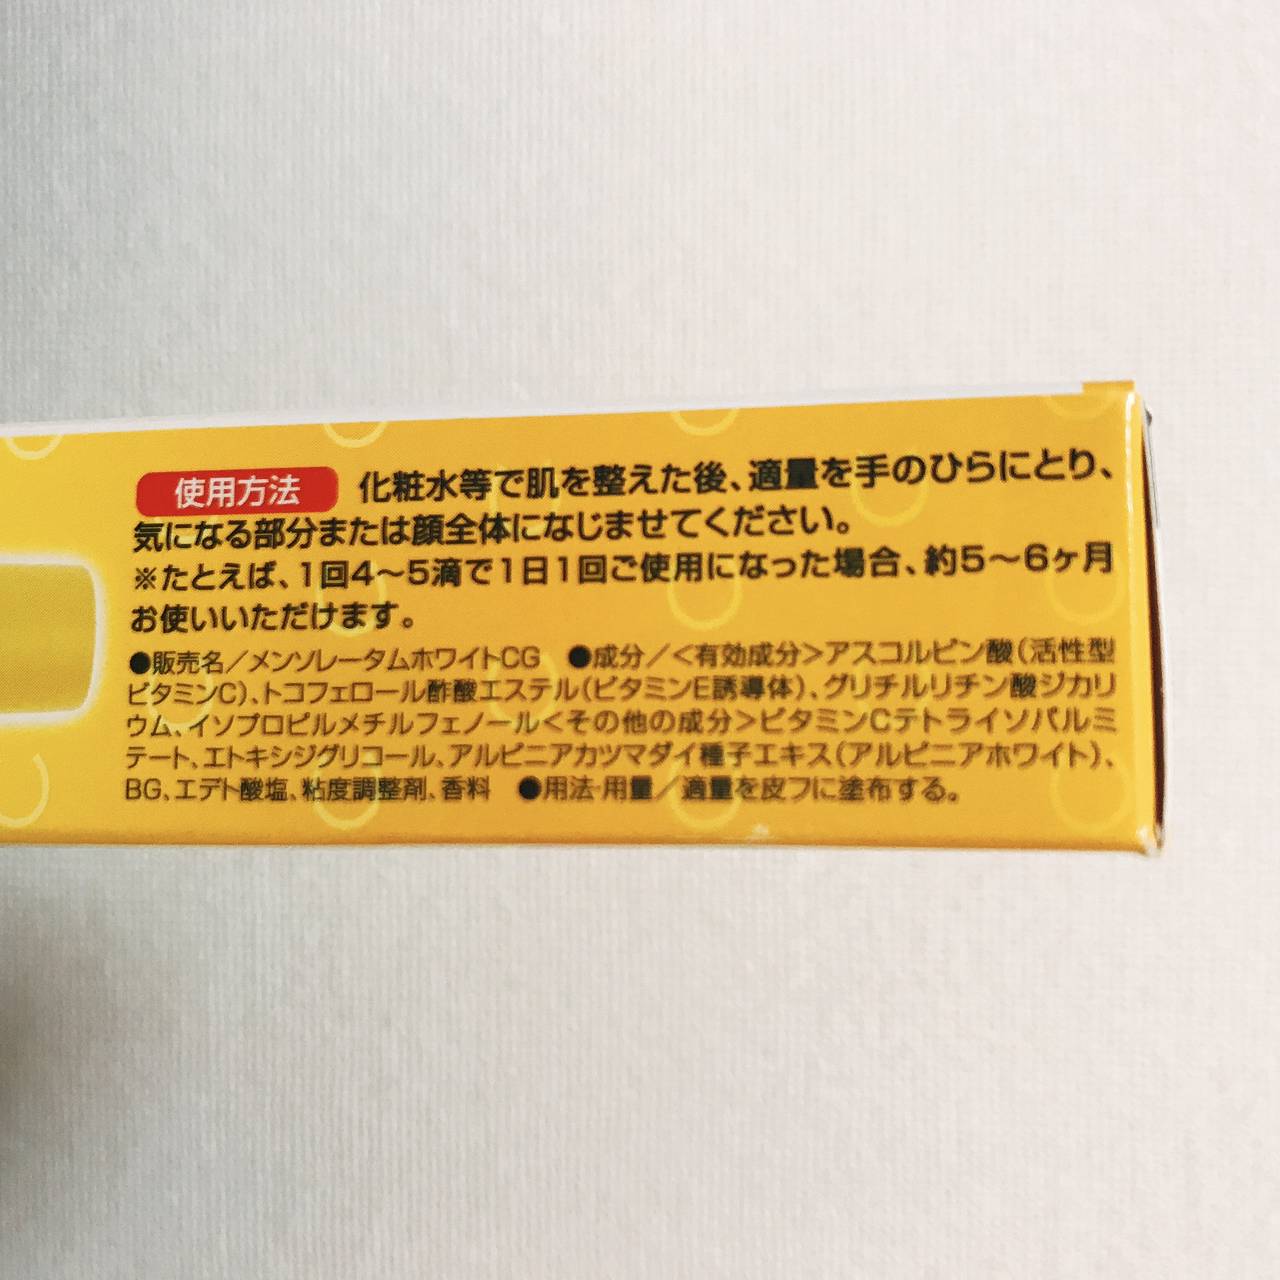 使用方法 化粧水等で肌を整えた後、適量を手のひらにとり、
気になる部分または顔全体になじませてください。
※たとえば、1回4〜5滴で1日1回ご使用になった場合、約5〜6ヶ月
お使いいただけます。
●販売名／メンソレータムホワイトCG ●成分／<有効成分>アスコルビン酸(活性型
ビタミンC)、トコフェロール酢酸エステル(ビタミンE誘導体)、グリチルリチン酸ジカリ
ウム、イソプロピルメチルフェノール<その他の成分>ビタミンCテトライソパルミ
テート、エトキシジグリコール、アルピニアカツマダイ種子エキス(アルピニアホワイト)、
BG、エデト酸塩、粘度調整剤、香料 ●用法・用量／適量を皮フに塗布する。